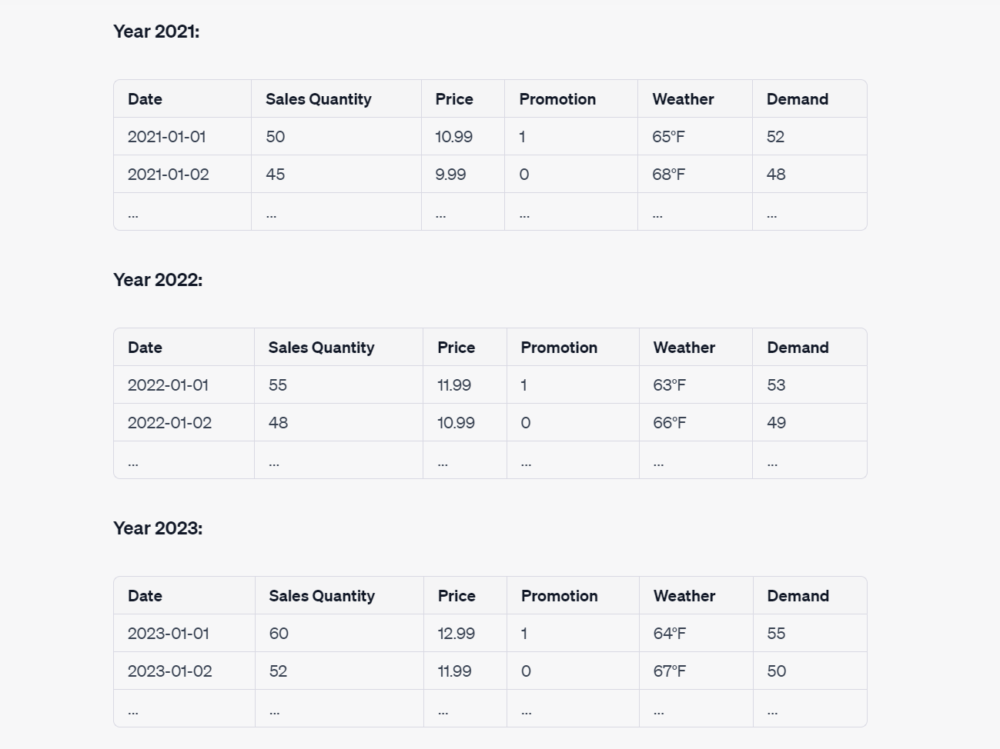 Year 2021:
Date Sales Quantity Price Promotion Weather Demand
2021-01-01 50 10.99 1 65°F 52
2021-01-02 45 9.99 0 68°F 48
... ... ... ... ... ...
Year 2022:
Date Sales Quantity Price Promotion Weather Demand
2022-01-01 55 11.99 1 63°F 53
2022-01-02 48 10.99 0 66°F 49
... ... ... ... ... ...
Year 2023:
Date Sales Quantity Price Promotion Weather Demand
2023-01-01 60 12.99 1 64°F 55
2023-01-02 52 11.99 0 67°F 50
... ... ... ... ... ...